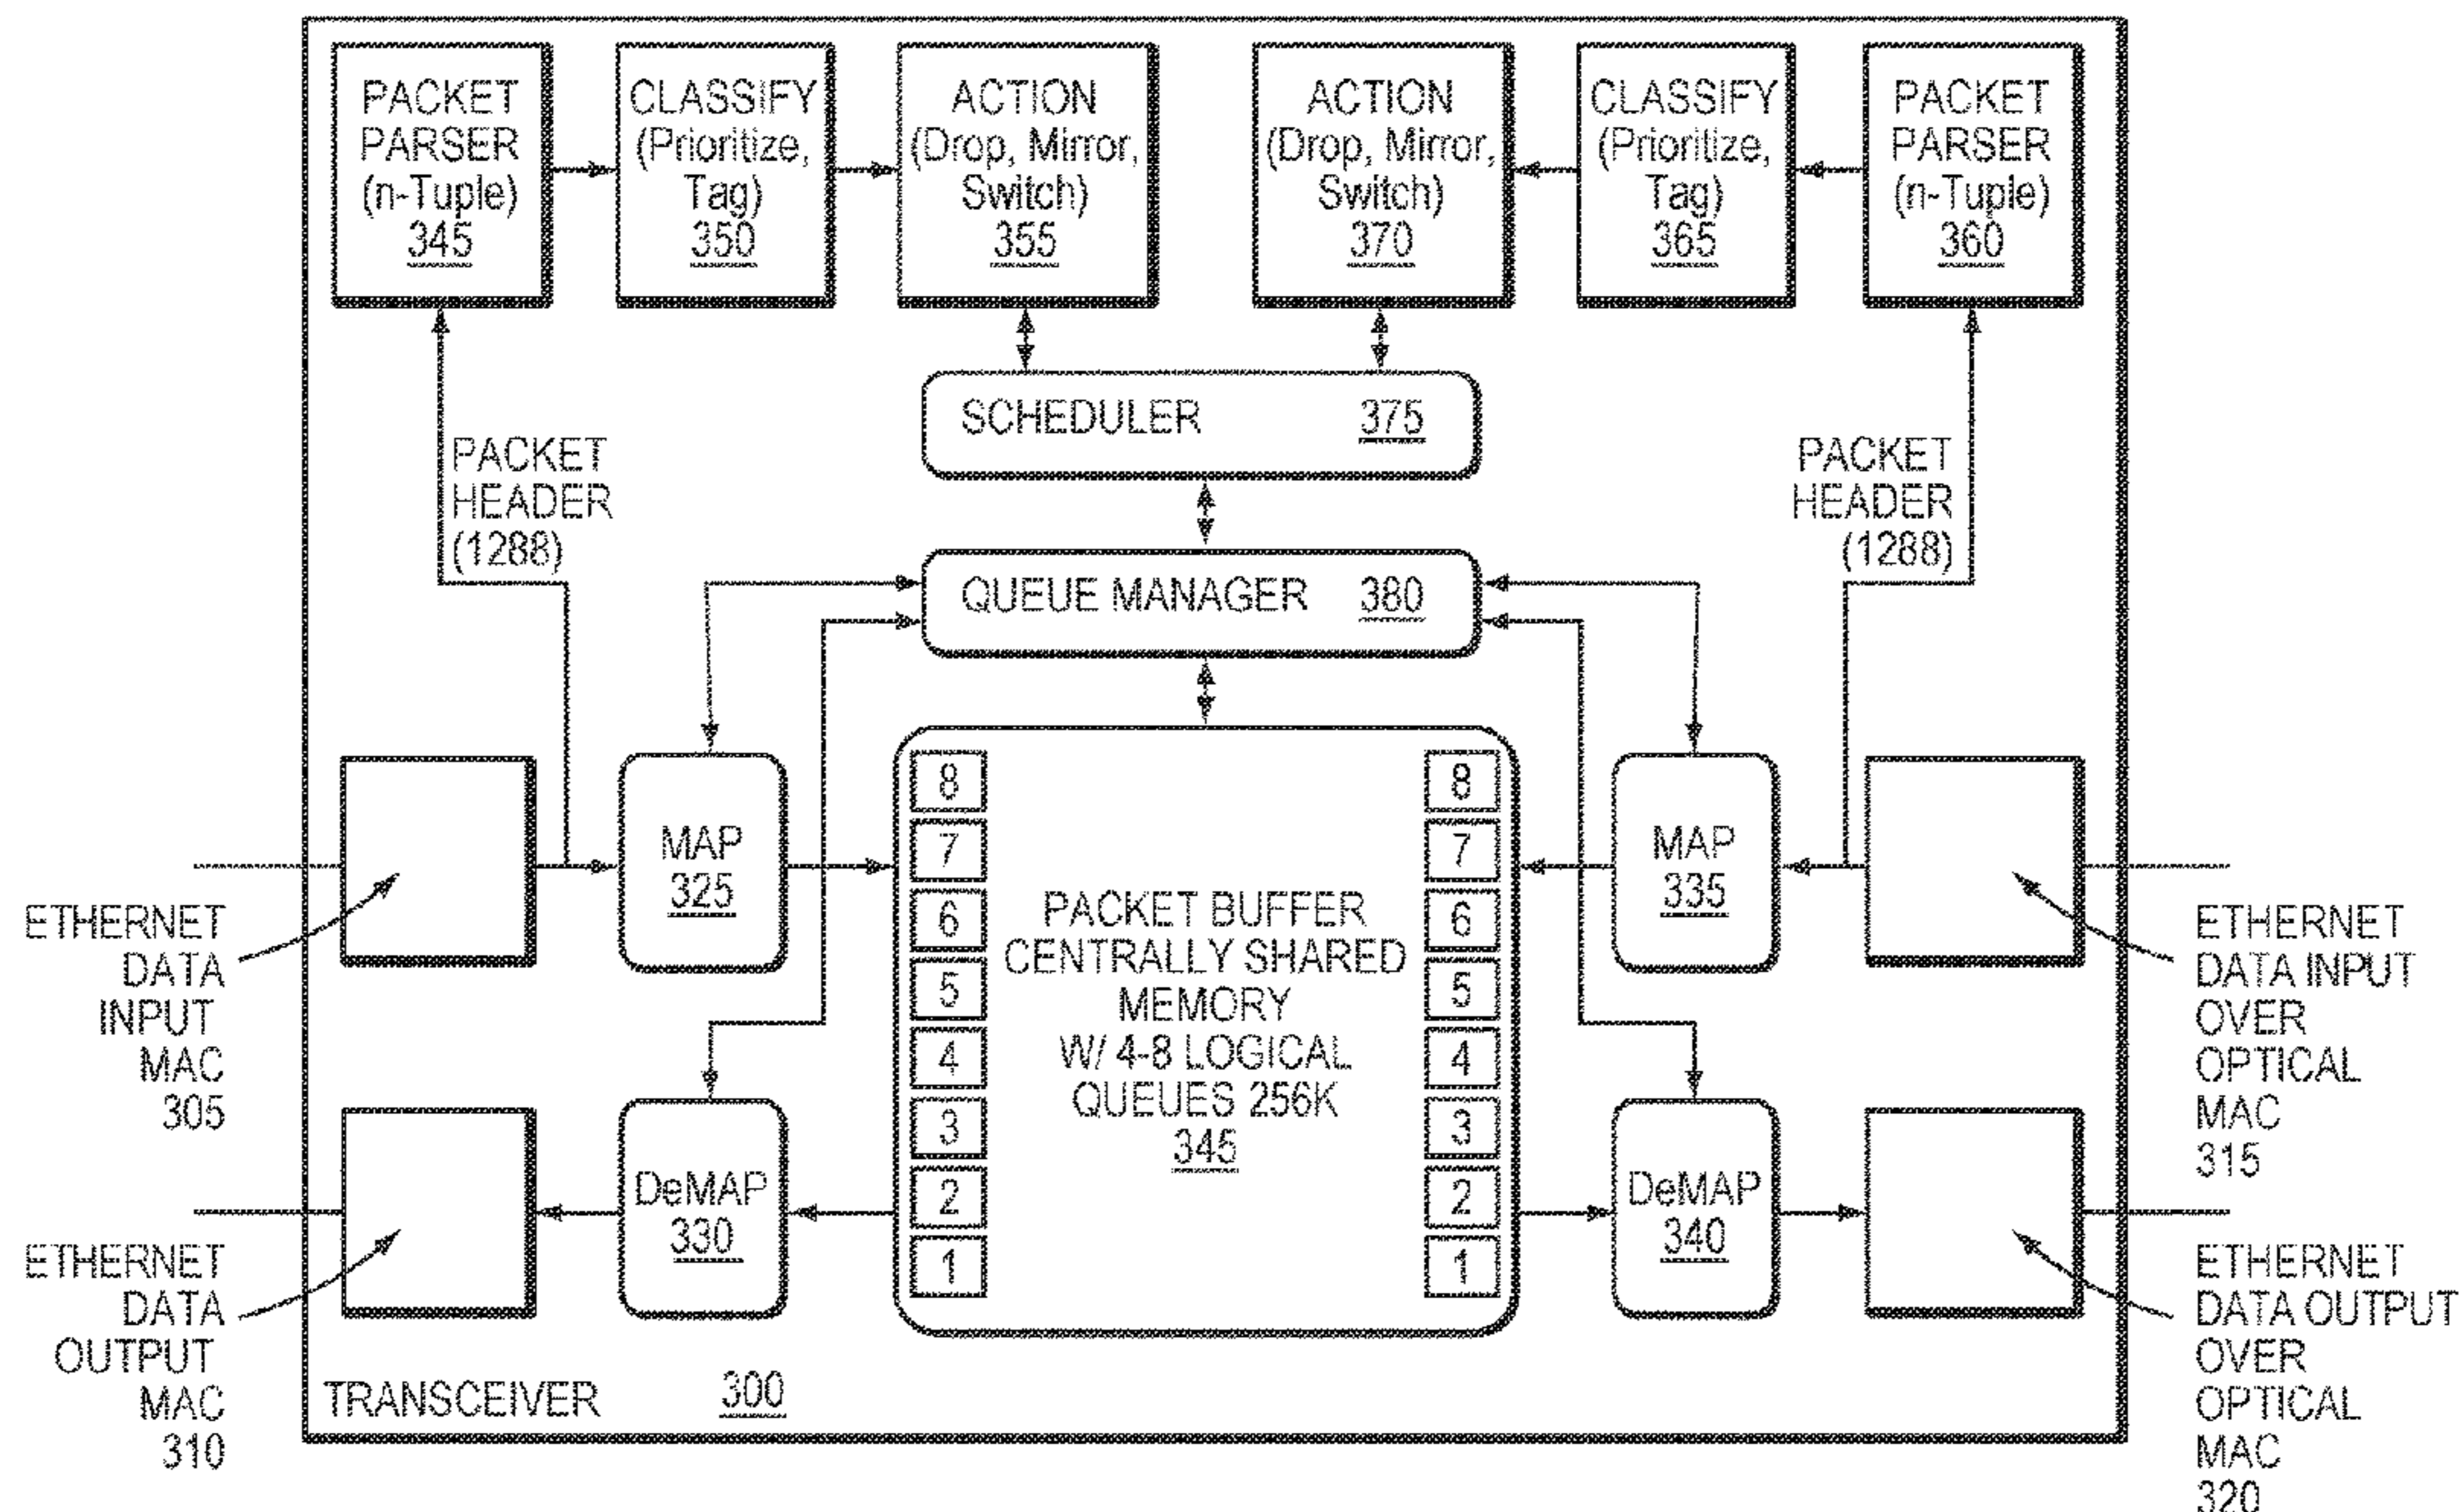 PACKET
PARSER
(n-Tuple)
345
CLASSIFY
(Prioritize,
Tag)
350
ACTION
(Drop, Mirror,
Switch)
355
ACTION
(Drop, Mirror,
Switch)
370
CLASSIFY
(Prioritize,
Tag)
365
PACKET
PARSER
(n-Tuple)
360
SCHEDULER 375
PACKET
HEADER
(1288)
PACKET
HEADER
(1288)
QUEUE MANAGER 380
MAP
325
8
7
6
5
4
3
2
1
PACKET BUFFER
CENTRALLY SHARED
MEMORY
W/ 4-8 LOGICAL
QUEUES 256K
345
8
7
6
5
4
3
2
1
MAP
335
ETHERNET
DATA
INPUT
MAC
305
ETHERNET
DATA INPUT
OVER
OPTICAL
MAC
315
DeMAP
330
DeMAP
340
ETHERNET
DATA
OUTPUT
MAC
310
ETHERNET
DATA OUTPUT
OVER
OPTICAL
MAC
320
TRANSCEIVER 300